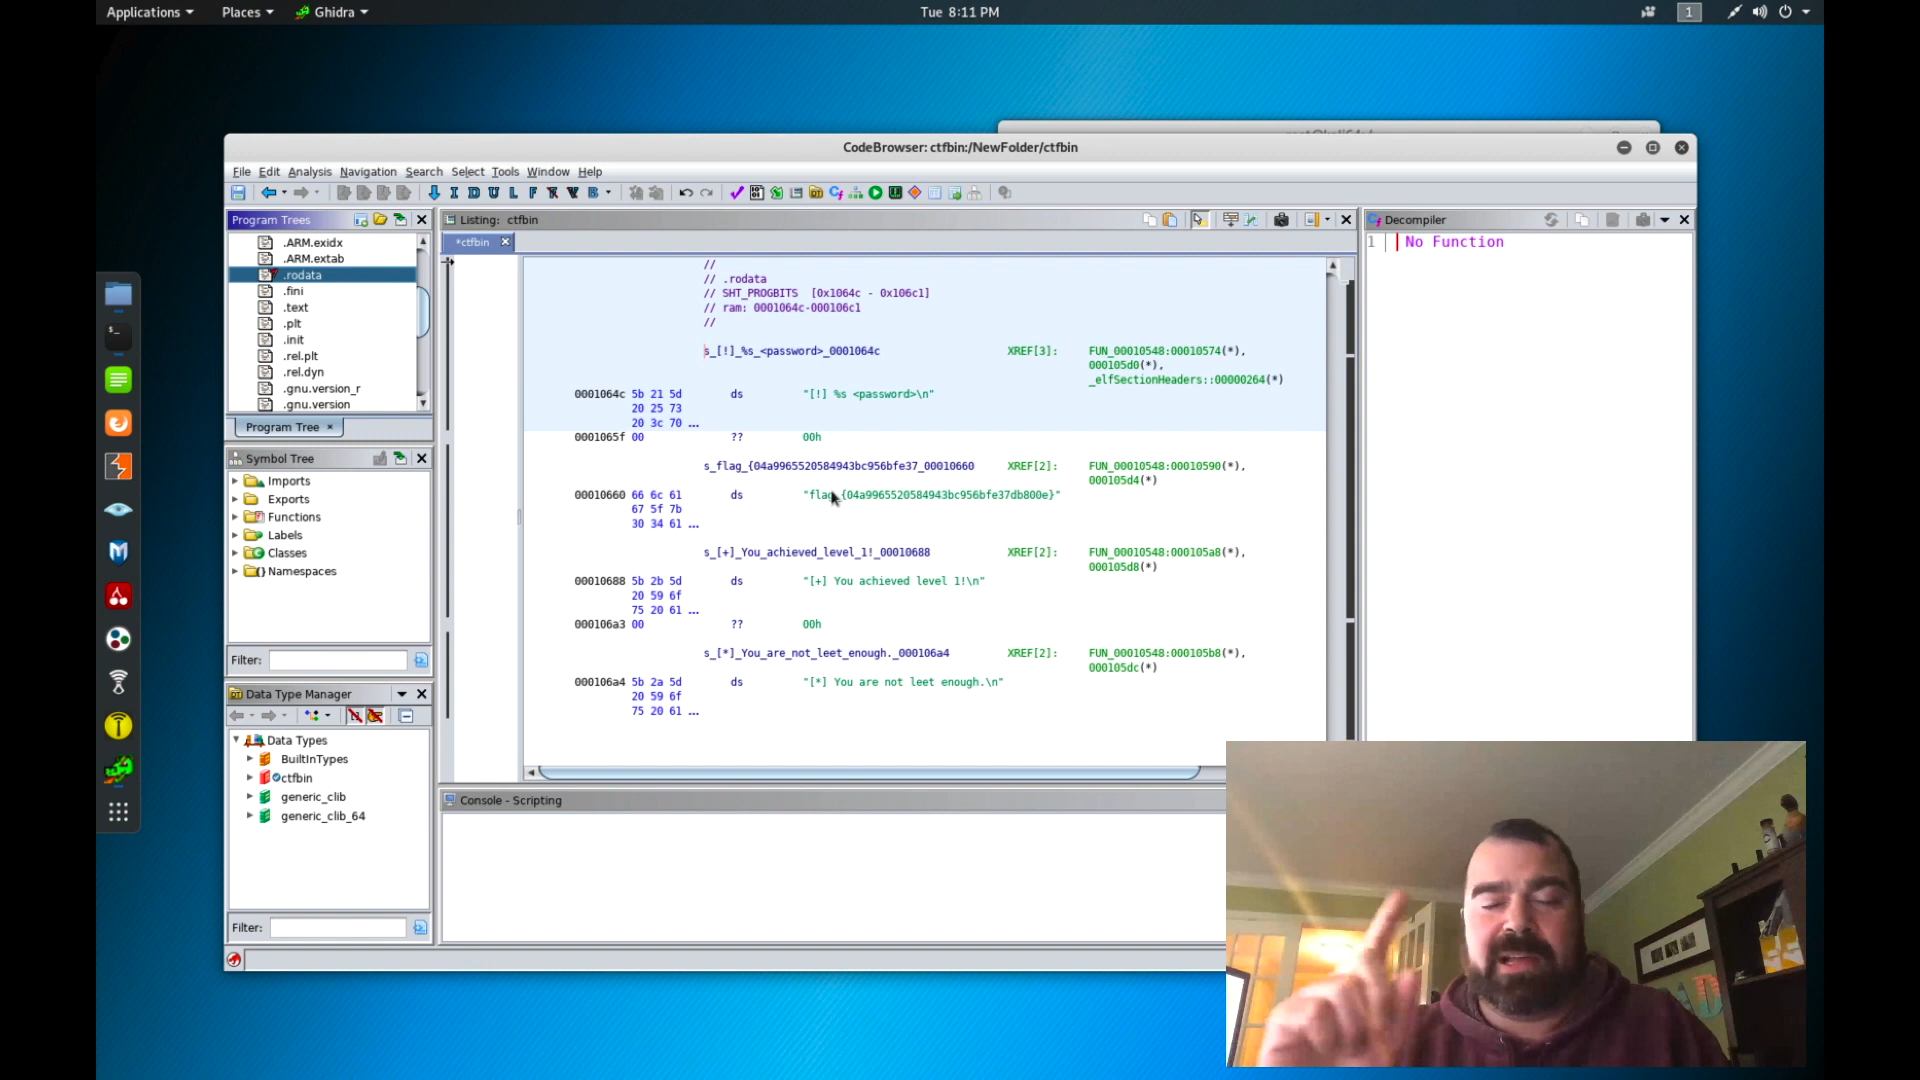 Applications
Places
Ghidra
Tue 8:11 PM
1
CodeBrowser: ctfbin:/NewFolder/ctfbin
File Edit Analysis Navigation Search Select Tools Window Help
I D U L F B
Program Trees
.ARM.exidx
.ARM.extab
.rodata
.fini
.text
.plt
.init
.rel.plt
.rel.dyn
.gnu.version_r
.gnu.version
Program Tree ×
Symbol Tree
Imports
Exports
Functions
Labels
Classes
Namespaces
Filter:
Data Type Manager
Data Types
BuiltInTypes
ctfbin
generic_clib
generic_clib_64
Filter:
Listing: ctfbin
*ctfbin
//
// .rodata
// SHT_PROGBITS [0x1064c - 0x106c1]
// ram: 0001064c-000106c1
//
s_[!]_%s_<password>_0001064c XREF[3]: FUN_00010548:00010574(*),
000105d0(*),
_elfSectionHeaders::00000264(*)
0001064c 5b 21 5d ds "[!] %s <password>\n"
20 25 73
20 3c 70 ...
0001065f 00 ?? 00h
s_flag_{04a9965520584943bc956bfe37_00010660 XREF[2]: FUN_00010548:00010590(*),
000105d4(*)
00010660 66 6c 61 ds "flag_{04a9965520584943bc956bfe37db800e}"
67 5f 7b
30 34 61 ...
s_[+]_You_achieved_level_1!_00010688 XREF[2]: FUN_00010548:000105a8(*),
000105d8(*)
00010688 5b 2b 5d ds "[+] You achieved level 1!\n"
20 59 6f
75 20 61 ...
000106a3 00 ?? 00h
s_[*]_You_are_not_leet_enough._000106a4 XREF[2]: FUN_00010548:000105b8(*),
000105dc(*)
000106a4 5b 2a 5d ds "[*] You are not leet enough.\n"
20 59 6f
75 20 61 ...
Console - Scripting
Decompiler
1 No Function